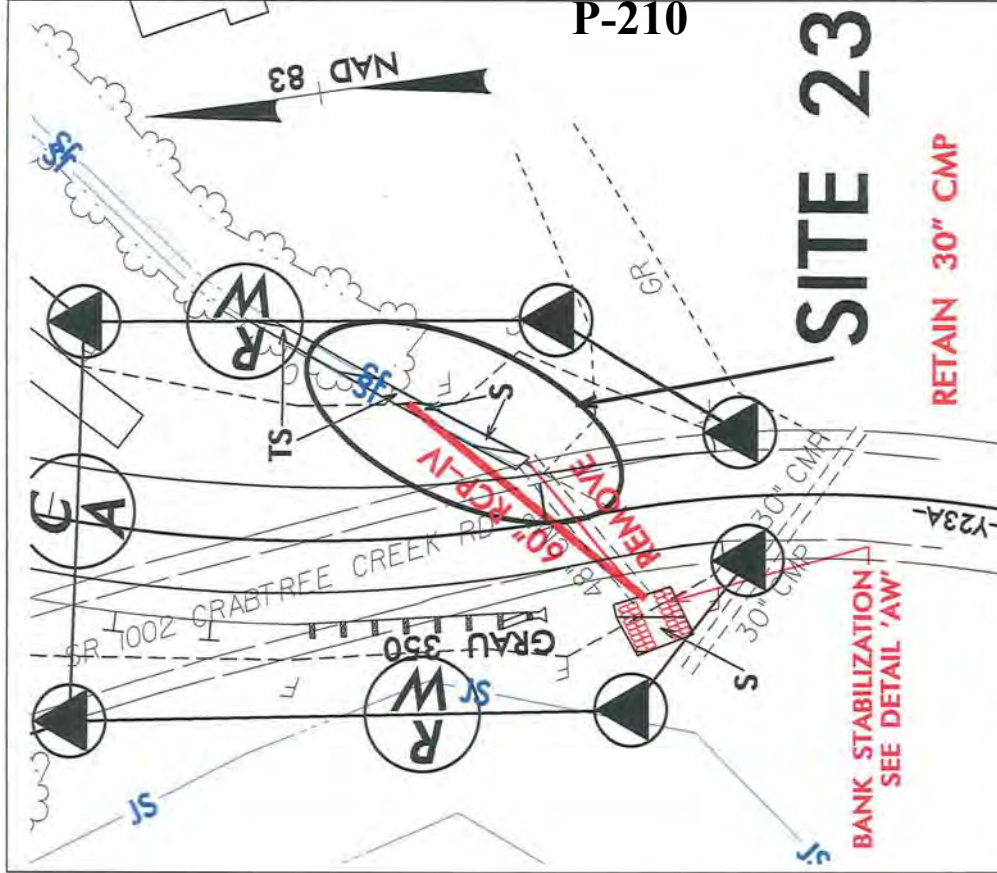 P-210
NAD 83
SITE 23
RETAIN 30" CMP
JS
JS
R
W
TS
JS
F
S
GR
C
A
60" RCP-IV
REMOVE
48"
SR 1002 CRABTREE CREEK RD
GRAU 350
30" CMP
30" CMP
-Y23A-
F
F
S
R
W
JS
JS
JS
BANK STABILIZATION
SEE DETAIL 'AW'